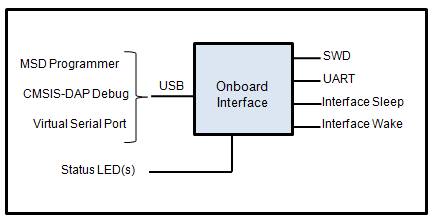 MSD Programmer
CMSIS-DAP Debug
Virtual Serial Port
USB
Onboard
Interface
SWD
UART
Interface Sleep
Interface Wake
Status LED(s)